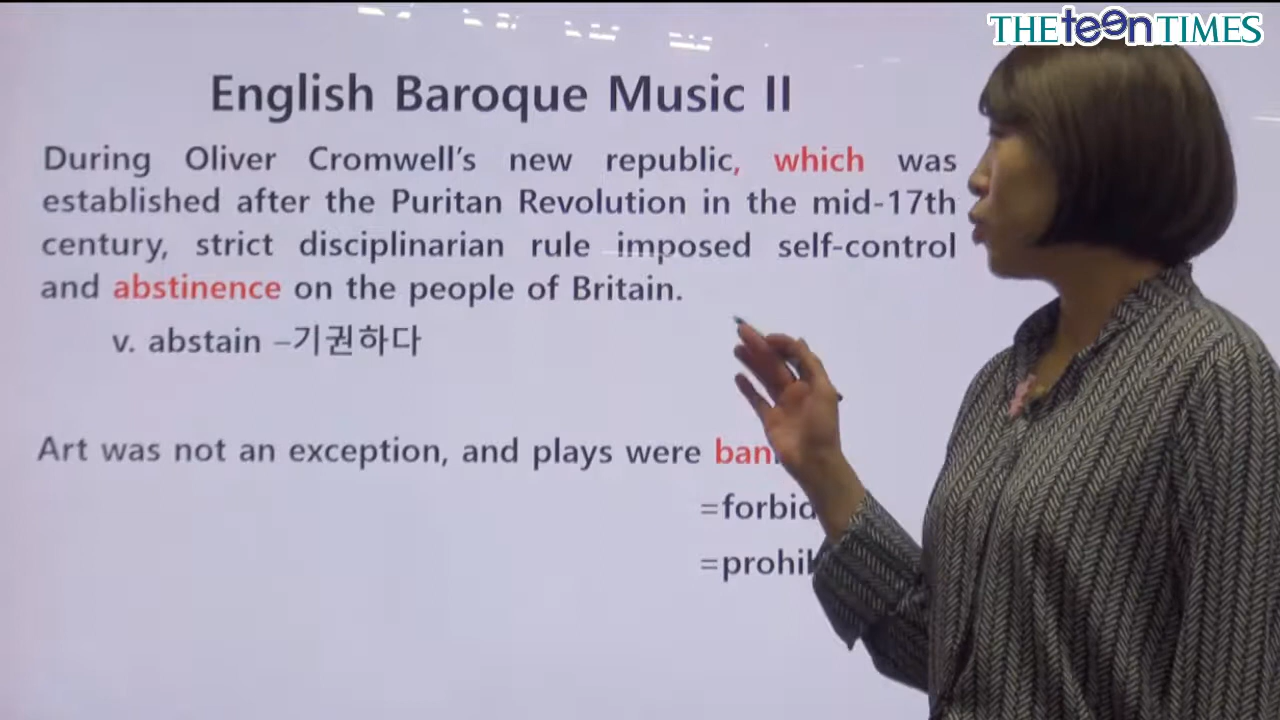 THE teen TIMES
English Baroque Music II
During Oliver Cromwell's new republic, which was
established after the Puritan Revolution in the mid-17th
century, strict disciplinarian rule imposed self-control
and abstinence on the people of Britain.
v. abstain –기권하다
Art was not an exception, and plays were